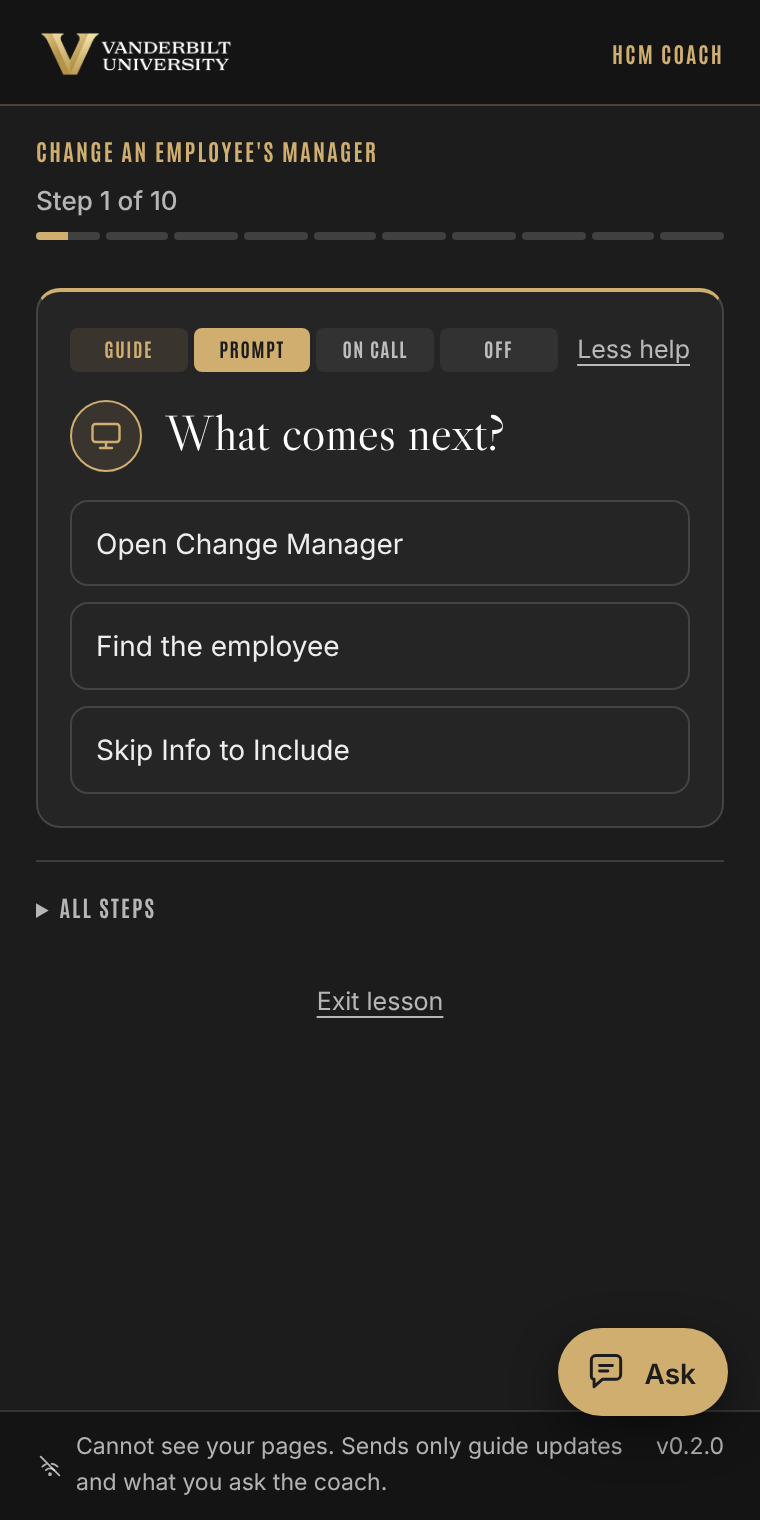 VANDERBILT
UNIVERSITY
HCM COACH
CHANGE AN EMPLOYEE'S MANAGER
Step 1 of 10
GUIDE
PROMPT
ON CALL
OFF
Less help
What comes next?
Open Change Manager
Find the employee
Skip Info to Include
ALL STEPS
Exit lesson
Ask
Cannot see your pages. Sends only guide updates
and what you ask the coach.
v0.2.0